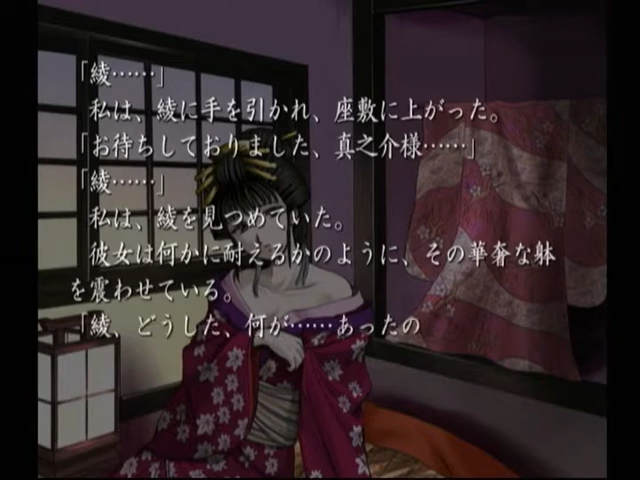 「綾……」
　私は、綾に手を引かれ、座敷に上がった。
「お待ちしておりました、真之介様……」
「綾……」
　私は、綾を見つめていた。
　彼女は何かに耐えるかのように、その華奢な躰
を震わせている。
「綾、どうした、何が……あったの